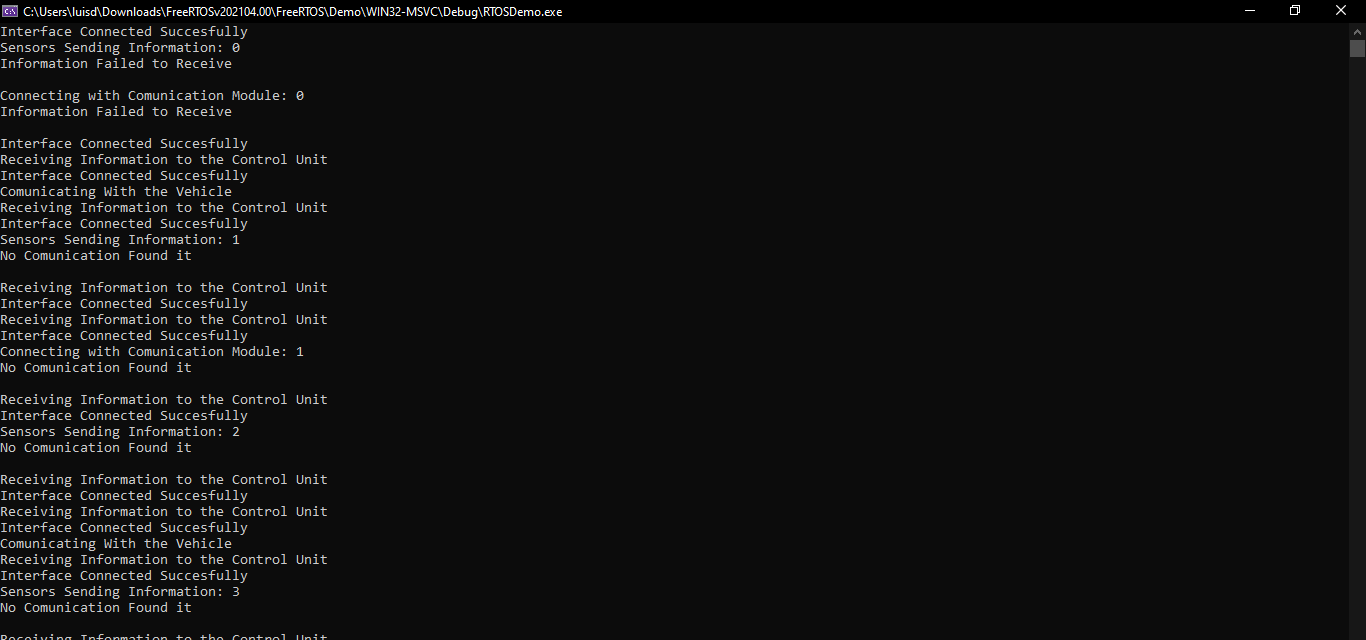 C:\Users\luisd\Downloads\FreeRTOSv202104.00\FreeRTOS\Demo\WIN32-MSVC\Debug\RTOSDemo.exe
Interface Connected Succesfully
Sensors Sending Information: 0
Information Failed to Receive
Connecting with Comunication Module: 0
Information Failed to Receive
Interface Connected Succesfully
Receiving Information to the Control Unit
Interface Connected Succesfully
Comunicating With the Vehicle
Receiving Information to the Control Unit
Interface Connected Succesfully
Sensors Sending Information: 1
No Comunication Found it
Receiving Information to the Control Unit
Interface Connected Succesfully
Receiving Information to the Control Unit
Interface Connected Succesfully
Connecting with Comunication Module: 1
No Comunication Found it
Receiving Information to the Control Unit
Interface Connected Succesfully
Sensors Sending Information: 2
No Comunication Found it
Receiving Information to the Control Unit
Interface Connected Succesfully
Receiving Information to the Control Unit
Interface Connected Succesfully
Comunicating With the Vehicle
Receiving Information to the Control Unit
Interface Connected Succesfully
Sensors Sending Information: 3
No Comunication Found it
Receiving Information to the Control Unit